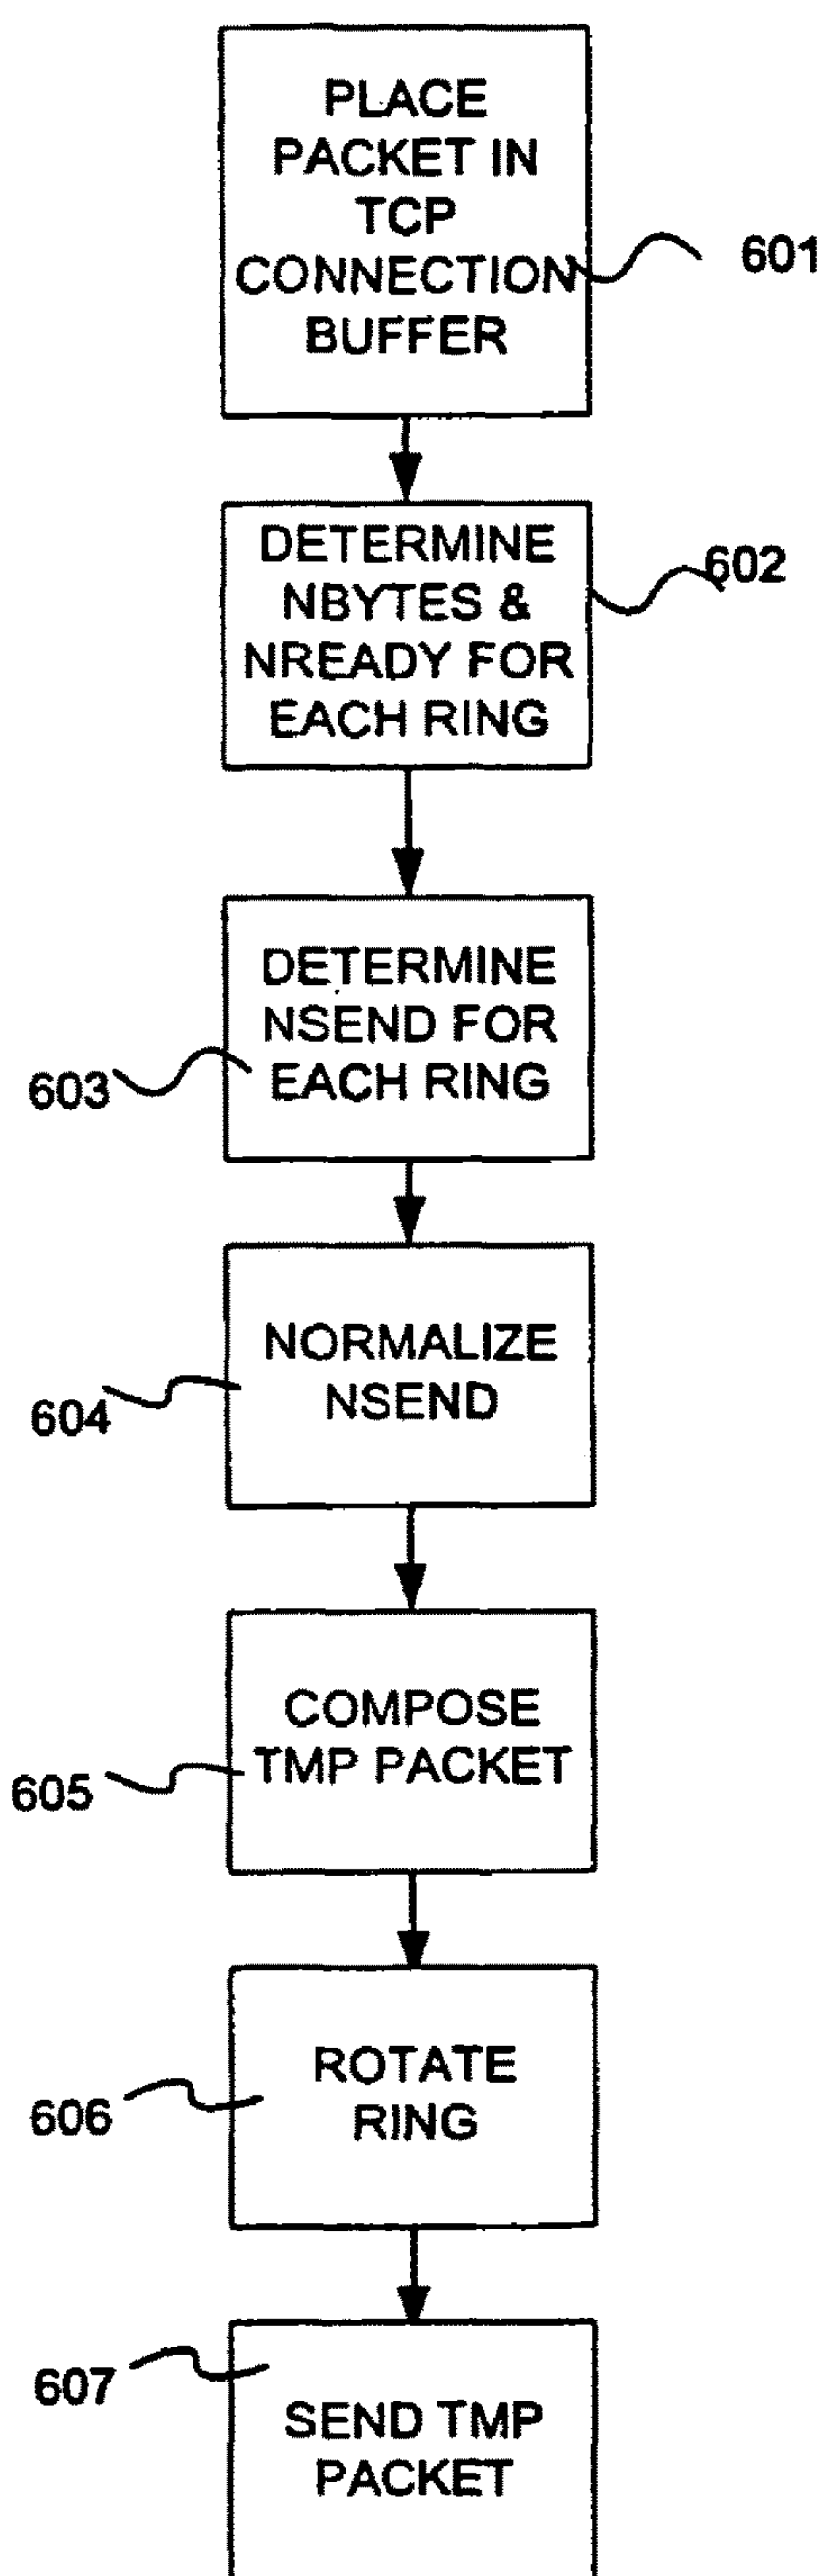 PLACE
PACKET IN
TCP
CONNECTION
BUFFER
601
DETERMINE
NBYTES &
NREADY FOR
EACH RING
602
DETERMINE
NSEND FOR
EACH RING
603
NORMALIZE
NSEND
604
COMPOSE
TMP PACKET
605
ROTATE
RING
606
SEND TMP
PACKET
607